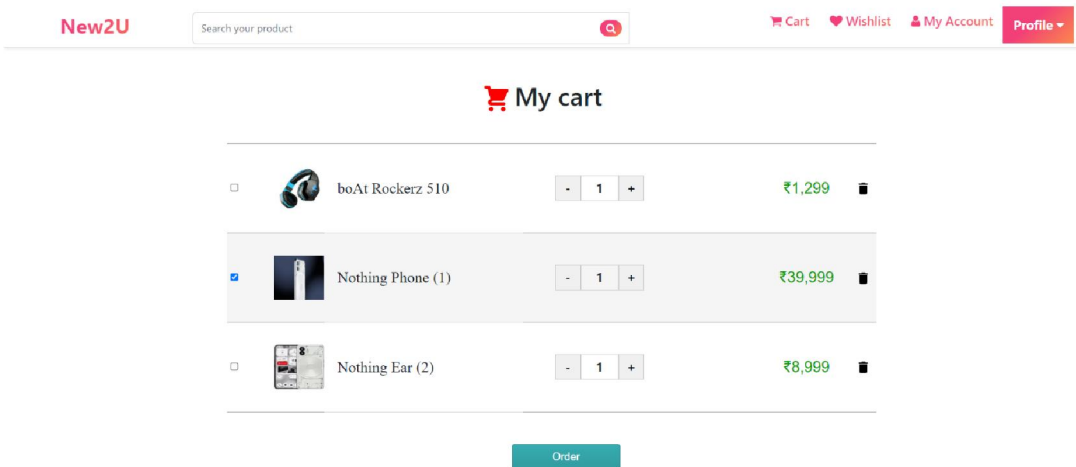 New2U
Search your product
Cart Wishlist My Account Profile
My cart
boAt Rockerz 510 - 1 + ₹1,299
Nothing Phone (1) - 1 + ₹39,999
Nothing Ear (2) - 1 + ₹8,999
Order